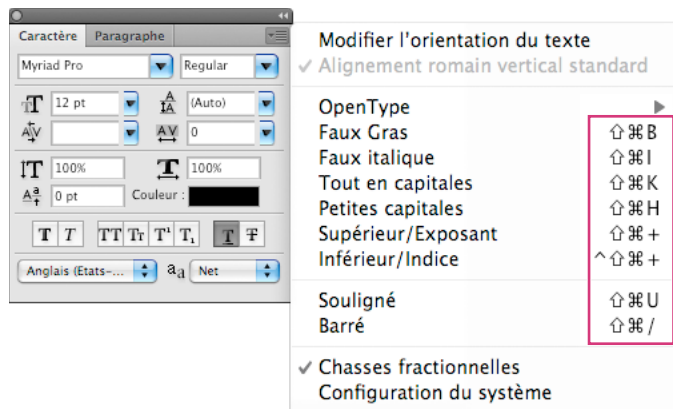 Caractère Paragraphe
Myriad Pro Regular
12 pt (Auto)
0
100% 100%
0 pt Couleur :
T T TT Tr T¹ T₁ T T
Anglais (Etats-... aa Net
Modifier l'orientation du texte
✓ Alignement romain vertical standard
OpenType ▶
Faux Gras ⇧⌘B
Faux italique ⇧⌘I
Tout en capitales ⇧⌘K
Petites capitales ⇧⌘H
Supérieur/Exposant ⇧⌘+
Inférieur/Indice ^⇧⌘+
Souligné ⇧⌘U
Barré ⇧⌘/
✓ Chasses fractionnelles
Configuration du système